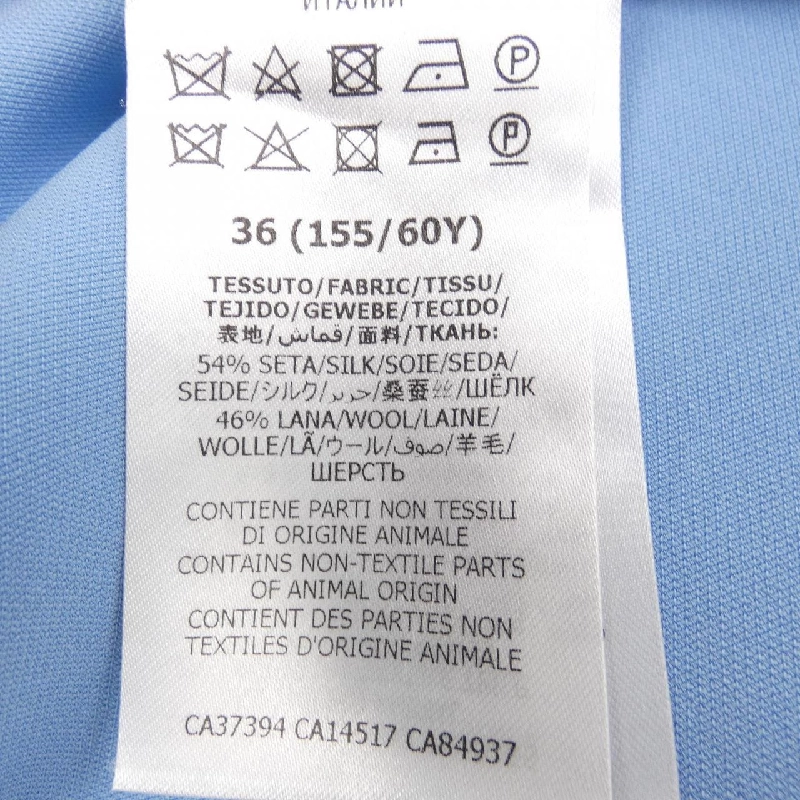 ИТАЛИИ
P
P
36 (155/60Y)
TESSUTO/FABRIC/TISSU/
TEJIDO/GEWEBE/TECIDO/
表地/قماش/面料/ТКАНЬ:
54% SETA/SILK/SOIE/SEDA/
SEIDE/シルク/حرير/桑蚕丝/ШЁЛК
46% LANA/WOOL/LAINE/
WOLLE/LÃ/ウール/صوف/羊毛/
ШЕРСТЬ
CONTIENE PARTI NON TESSILI
DI ORIGINE ANIMALE
CONTAINS NON-TEXTILE PARTS
OF ANIMAL ORIGIN
CONTIENT DES PARTIES NON
TEXTILES D'ORIGINE ANIMALE
CA37394 CA14517 CA84937